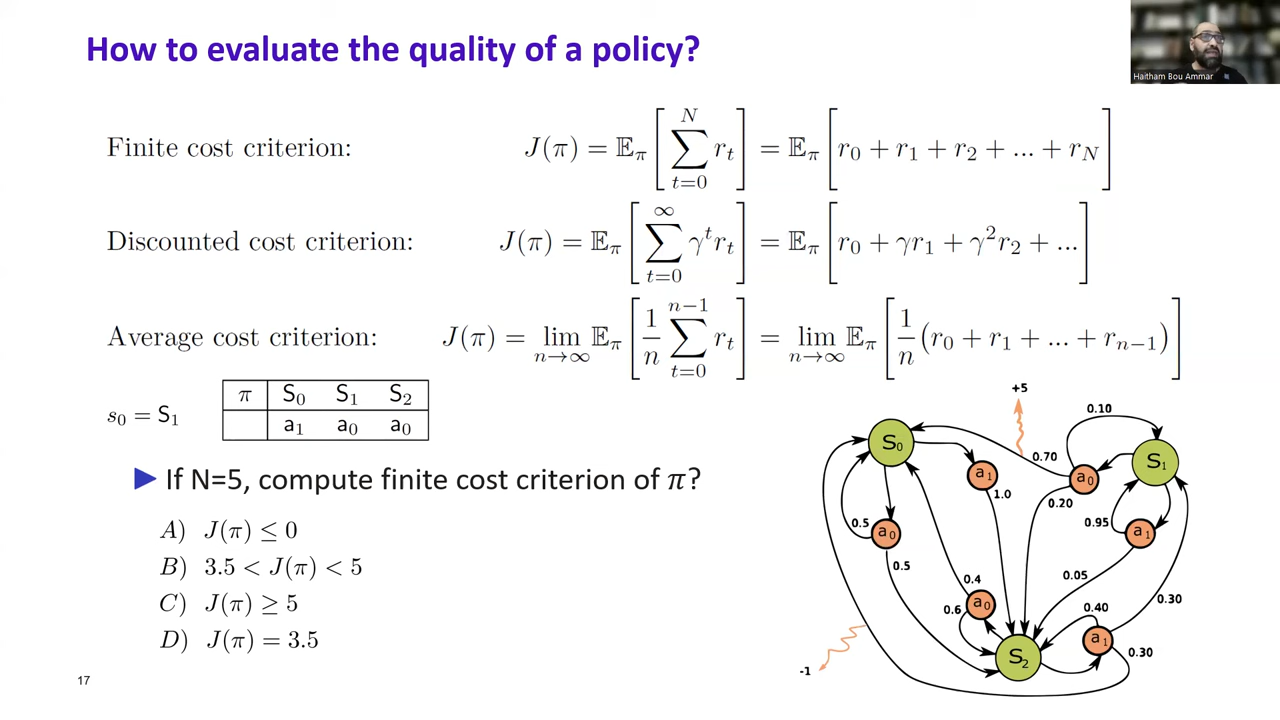 How to evaluate the quality of a policy?
Haitham Bou Ammar
Finite cost criterion: J(π) = 𝔼_π [ ∑_{t=0}^{N} r_t ] = 𝔼_π [ r_0 + r_1 + r_2 + ... + r_N ]
Discounted cost criterion: J(π) = 𝔼_π [ ∑_{t=0}^{∞} γ^t r_t ] = 𝔼_π [ r_0 + γr_1 + γ^2 r_2 + ... ]
Average cost criterion: J(π) = lim_{n→∞} 𝔼_π [ \frac{1}{n} ∑_{t=0}^{n-1} r_t ] = lim_{n→∞} 𝔼_π [ \frac{1}{n} (r_0 + r_1 + ... + r_{n-1}) ]
s_0 = S_1
π S_0 S_1 S_2
a_1 a_0 a_0
If N=5, compute finite cost criterion of π?
A) J(π) ≤ 0
B) 3.5 < J(π) < 5
C) J(π) ≥ 5
D) J(π) = 3.5
+5
0.10
S_0
0.70
S_1
a_1
a_0
1.0
0.20
0.5
a_0
0.95
a_1
0.5
0.4
0.05
0.6
a_0
0.40
0.30
S_2
a_1
0.30
-1
17